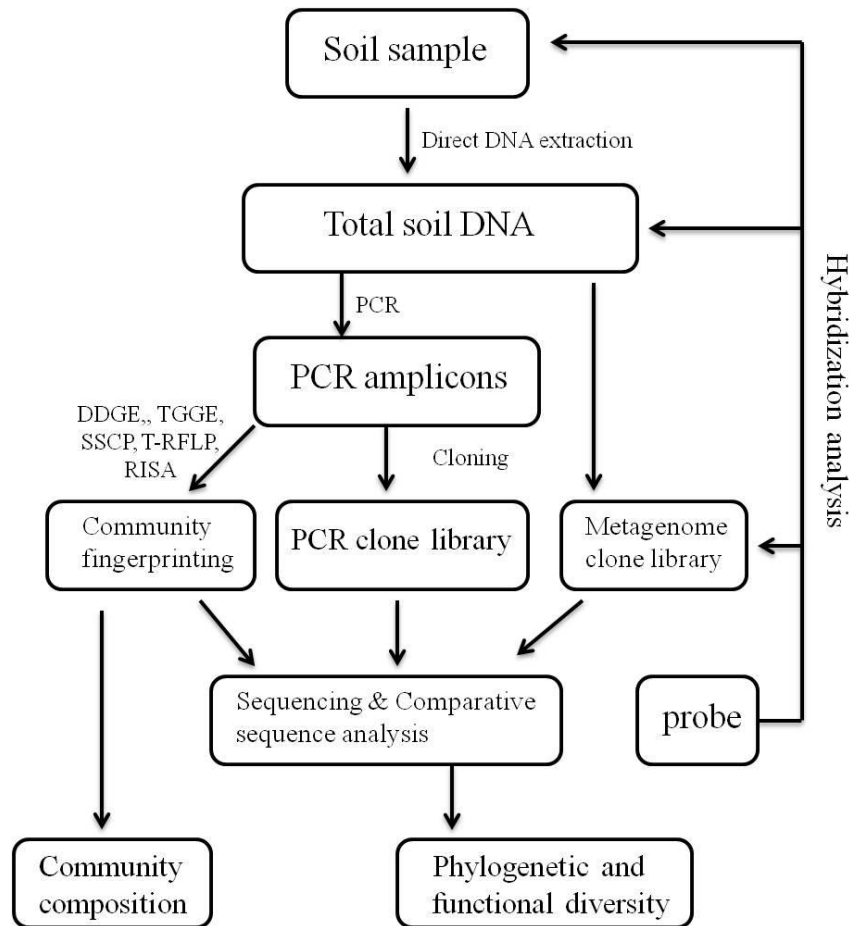 Soil sample
Direct DNA extraction
Total soil DNA
PCR
PCR amplicons
DDGE,, TGGE,
SSCP, T-RFLP,
RISA
Cloning
Community
fingerprinting
PCR clone library
Metagenome
clone library
Hybridization analysis
Sequencing & Comparative
sequence analysis
probe
Community
composition
Phylogenetic and
functional diversity